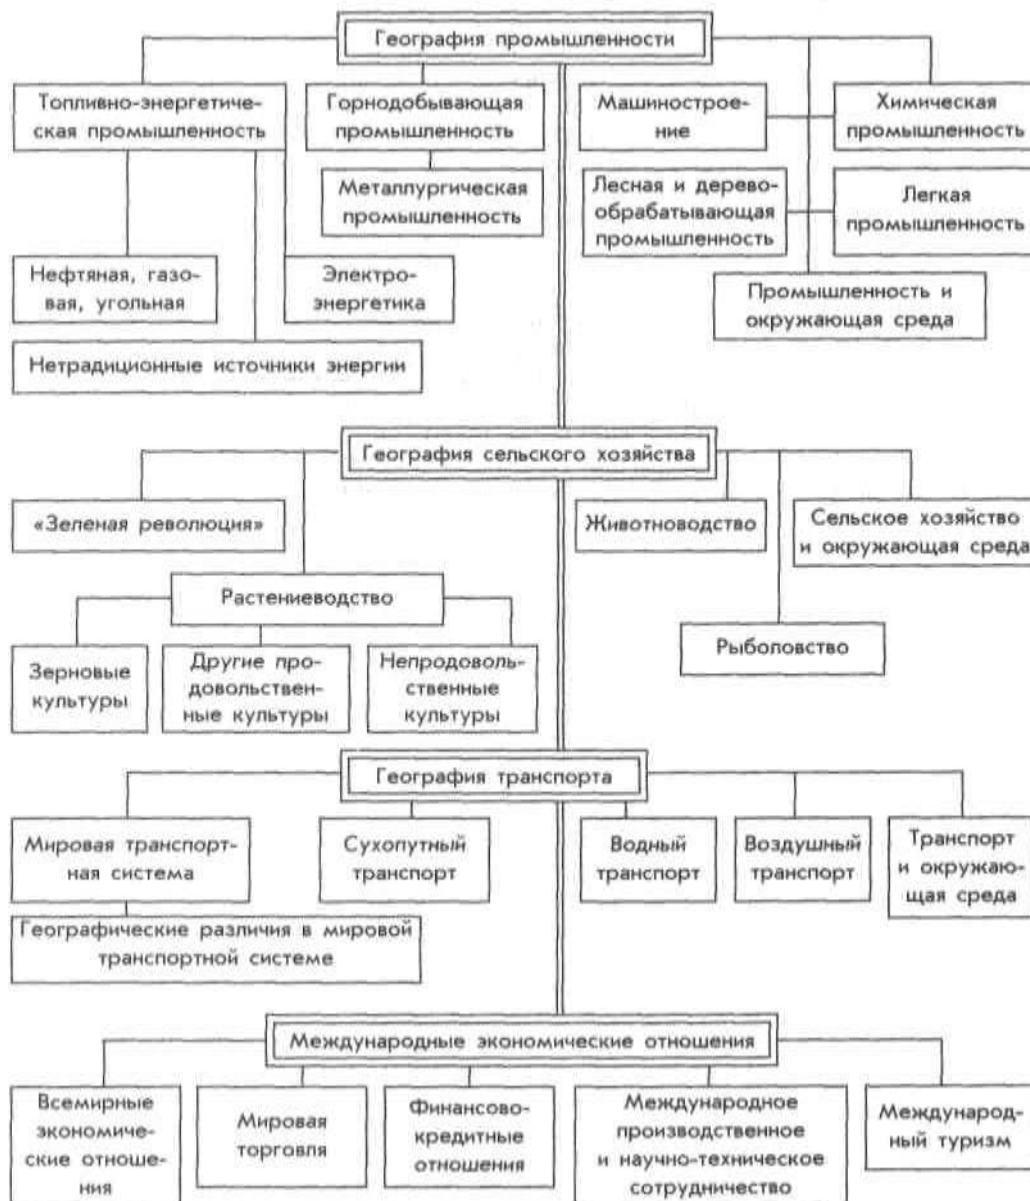 География промышленности
Топливно-энергетиче-
ская промышленность
Горнодобывающая
промышленность
Машинострое-
ние
Химическая
промышленность
Металлургическая
промышленность
Лесная и дерево-
обрабатывающая
промышленность
Легкая
промышленность
Нефтяная, газо-
вая, угольная
Электро-
энергетика
Промышленность и
окружающая среда
Нетрадиционные источники энергии
География сельского хозяйства
«Зеленая революция»
Животноводство
Сельское хозяйство
и окружающая среда
Растениеводство
Рыболовство
Зерновые
культуры
Другие про-
довольствен-
ные культуры
Непродоволь-
ственные
культуры
География транспорта
Мировая транспорт-
ная система
Сухопутный
транспорт
Водный
транспорт
Воздушный
транспорт
Транспорт
и окружаю-
щая среда
Географические различия в мировой
транспортной системе
Международные экономические отношения
Всемирные
экономиче-
ские отноше-
ния
Мировая
торговля
Финансово-
кредитные
отношения
Международное
производственное
и научно-техническое
сотрудничество
Международ-
ный туризм